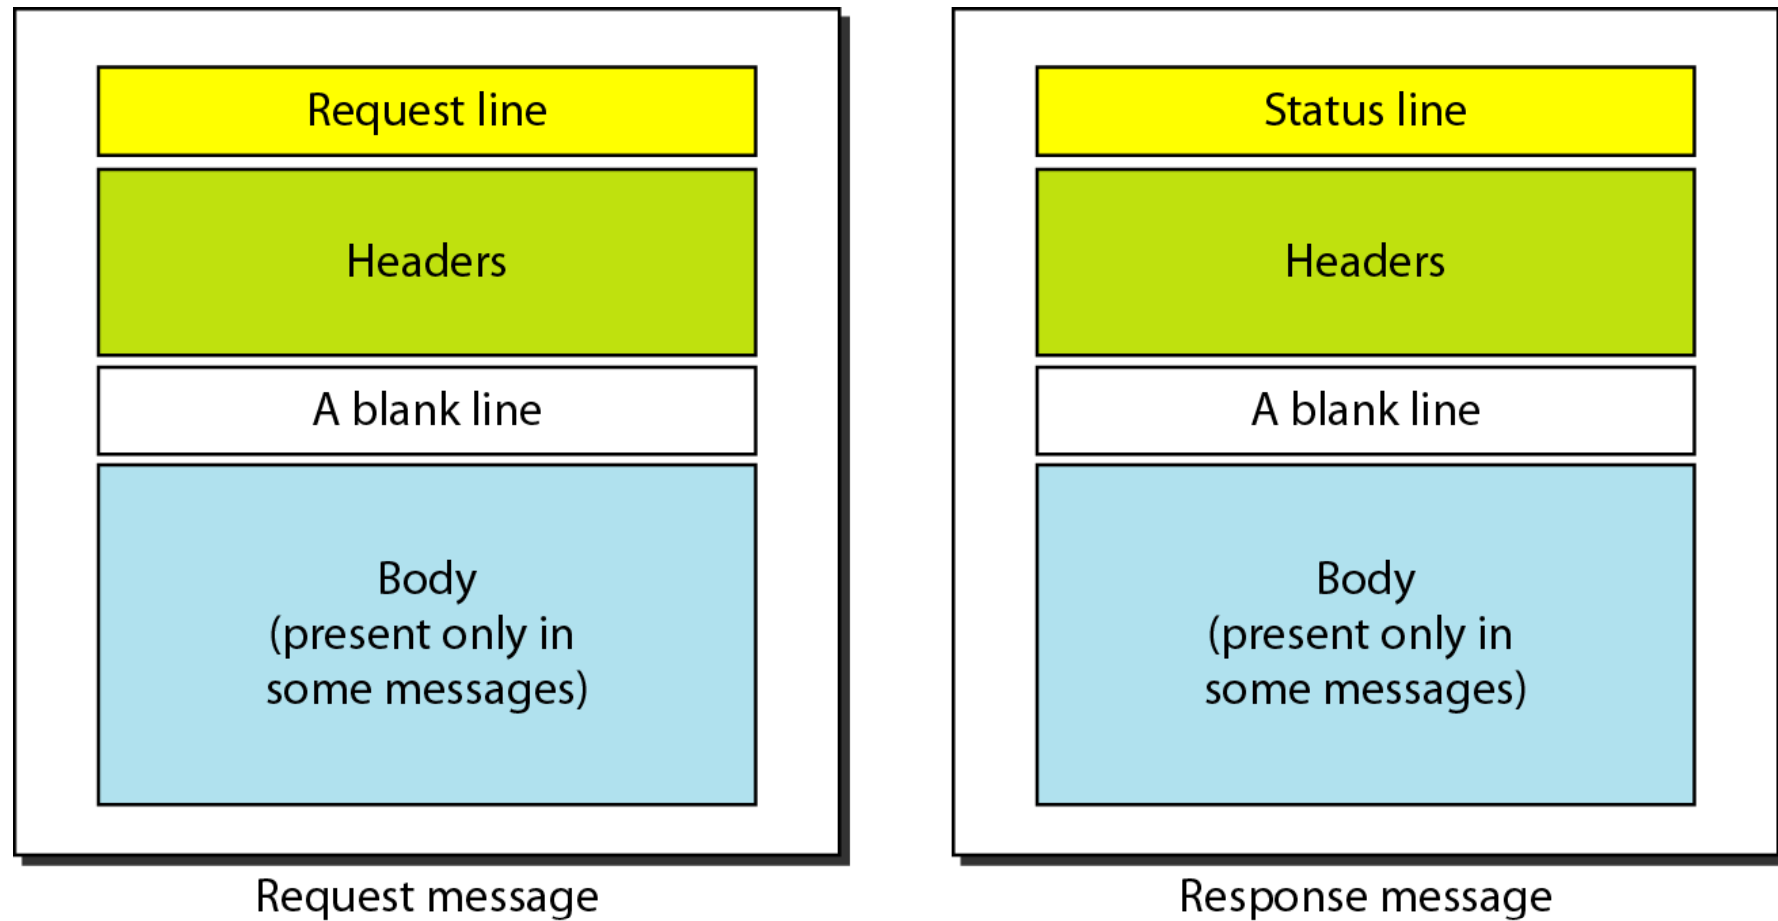 Request line
Headers
A blank line
Body
(present only in
some messages)
Request message
Status line
Headers
A blank line
Body
(present only in
some messages)
Response message